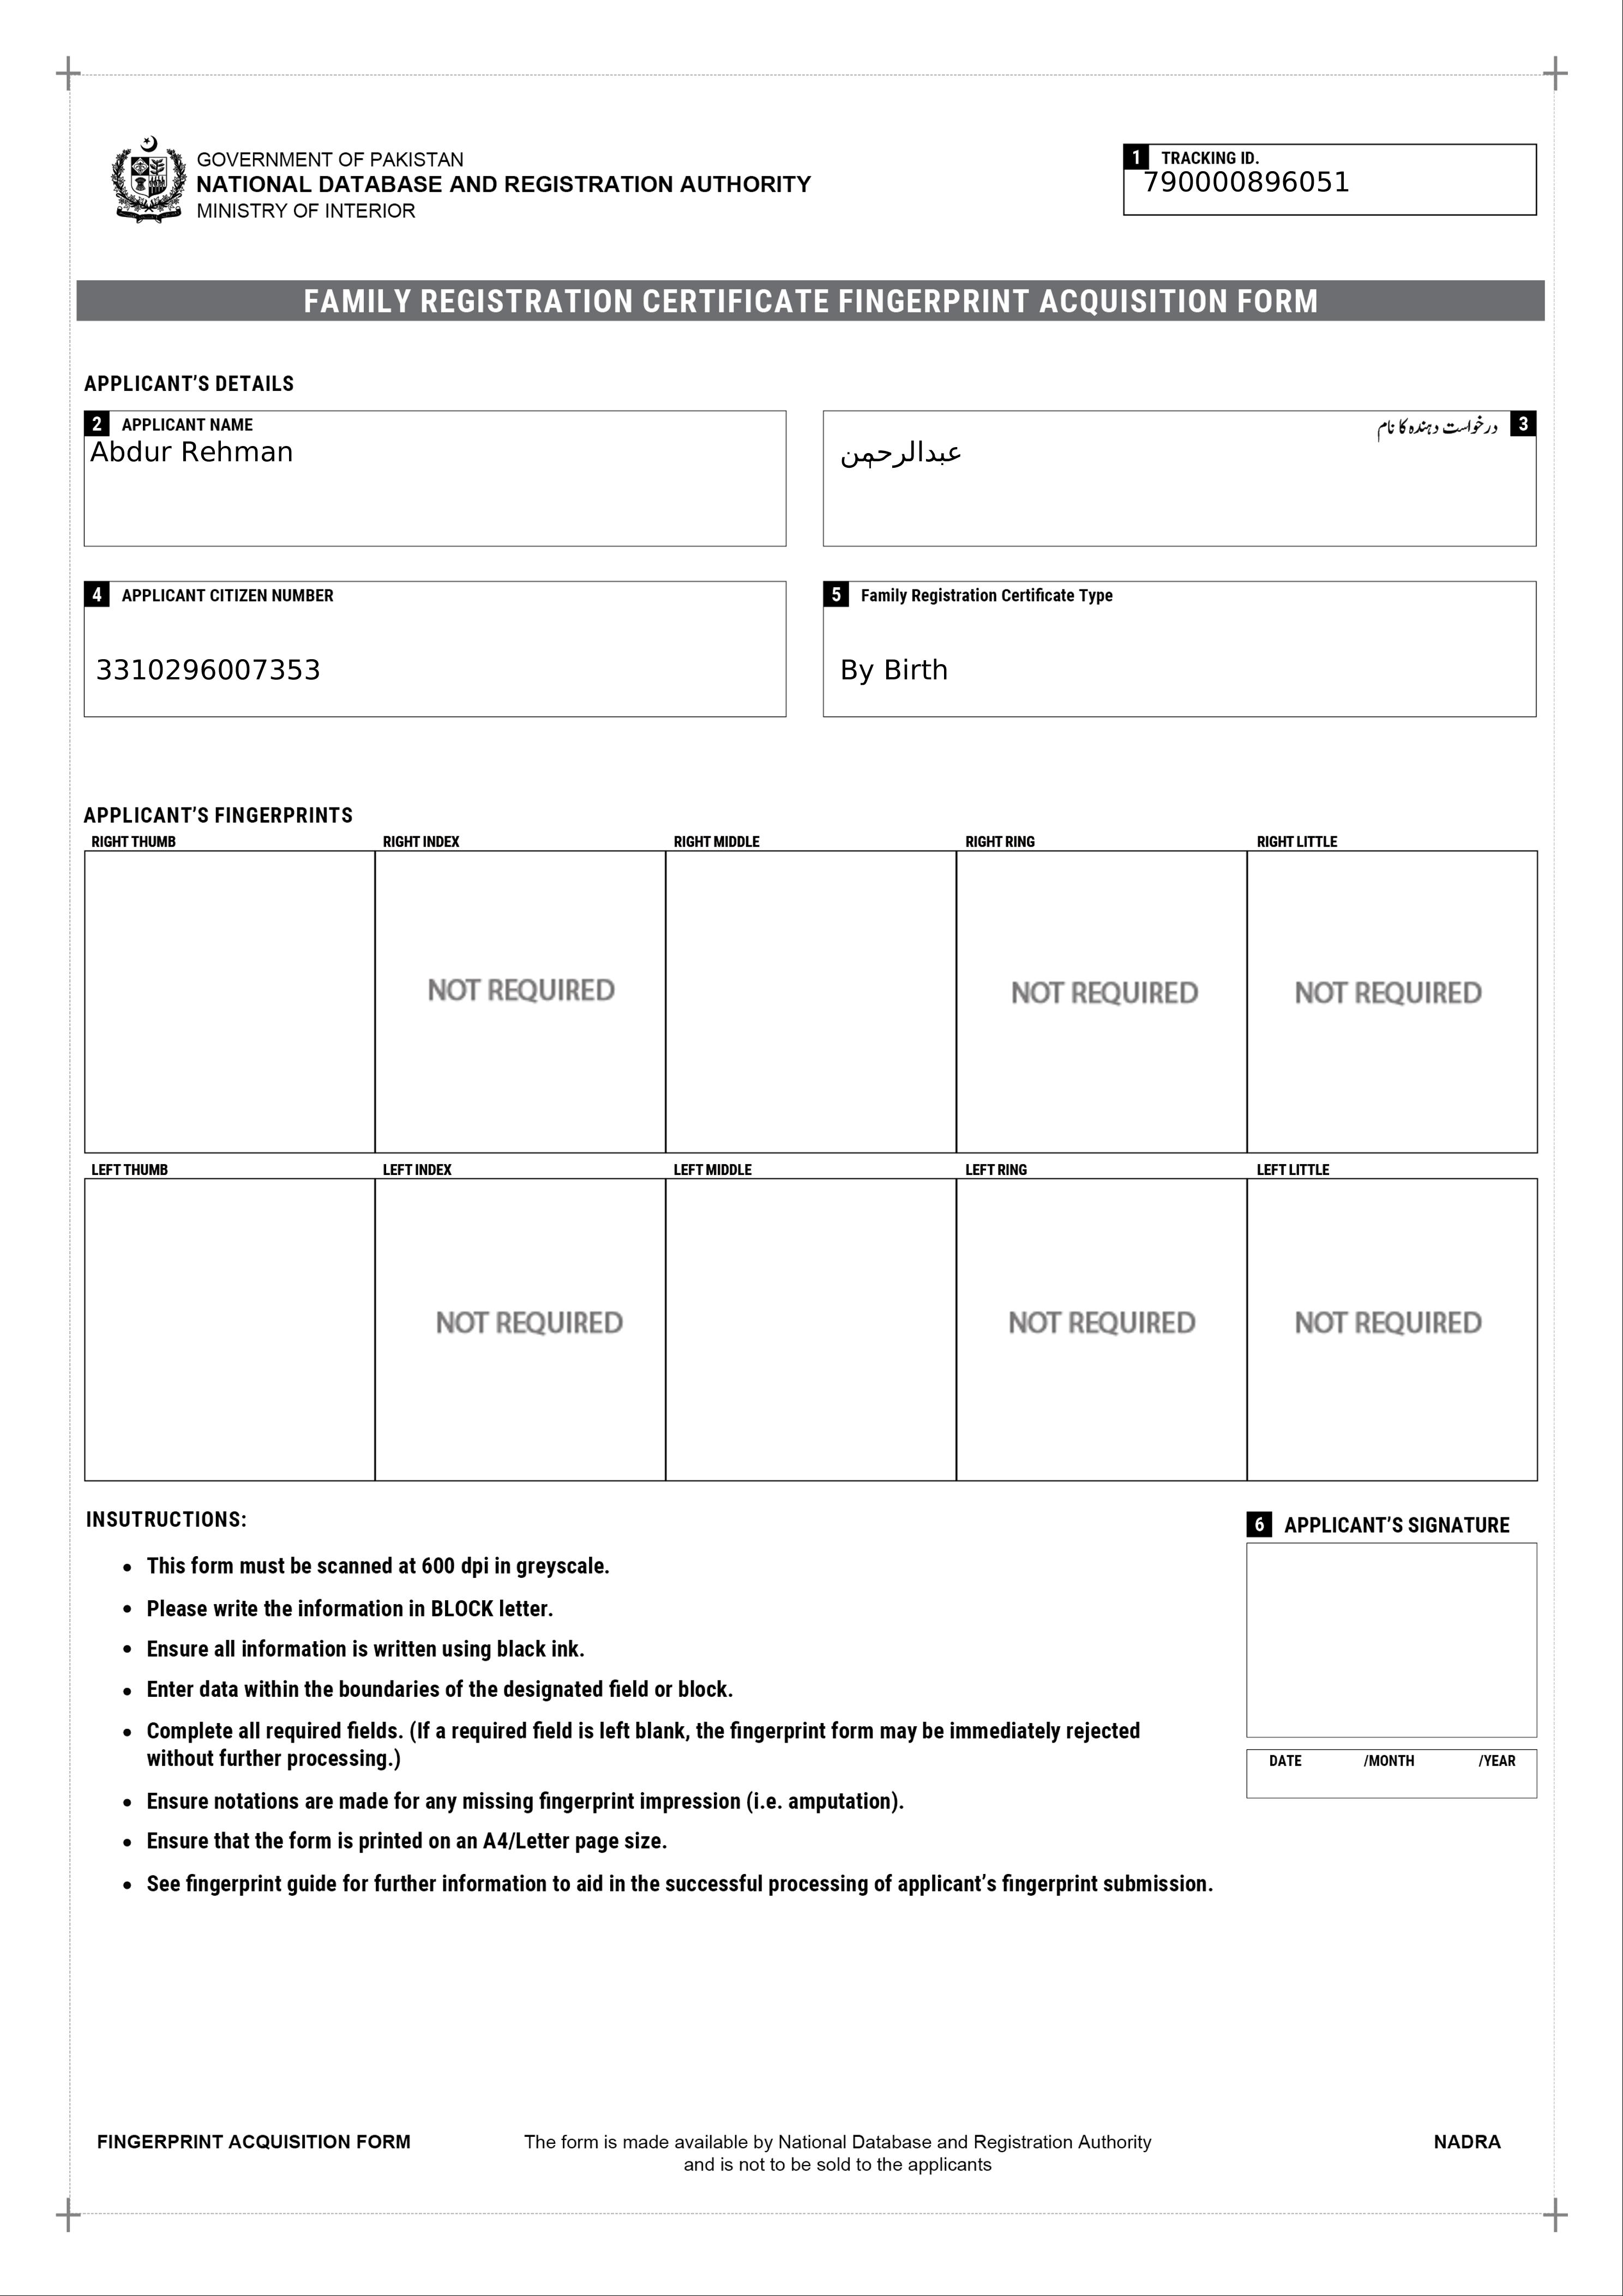 GOVERNMENT OF PAKISTAN
NATIONAL DATABASE AND REGISTRATION AUTHORITY
MINISTRY OF INTERIOR
1 TRACKING ID.
790000896051
FAMILY REGISTRATION CERTIFICATE FINGERPRINT ACQUISITION FORM
APPLICANT'S DETAILS
2 APPLICANT NAME
Abdur Rehman
3 درخواست دہندہ کا نام
عبدالرحمٖن
4 APPLICANT CITIZEN NUMBER
3310296007353
5 Family Registration Certificate Type
By Birth
APPLICANT'S FINGERPRINTS
RIGHT THUMB RIGHT INDEX RIGHT MIDDLE RIGHT RING RIGHT LITTLE
NOT REQUIRED NOT REQUIRED NOT REQUIRED
LEFT THUMB LEFT INDEX LEFT MIDDLE LEFT RING LEFT LITTLE
NOT REQUIRED NOT REQUIRED NOT REQUIRED
INSUTRUCTIONS:
• This form must be scanned at 600 dpi in greyscale.
• Please write the information in BLOCK letter.
• Ensure all information is written using black ink.
• Enter data within the boundaries of the designated field or block.
• Complete all required fields. (If a required field is left blank, the fingerprint form may be immediately rejected
without further processing.)
• Ensure notations are made for any missing fingerprint impression (i.e. amputation).
• Ensure that the form is printed on an A4/Letter page size.
• See fingerprint guide for further information to aid in the successful processing of applicant's fingerprint submission.
6 APPLICANT'S SIGNATURE
DATE /MONTH /YEAR
FINGERPRINT ACQUISITION FORM
The form is made available by National Database and Registration Authority
and is not to be sold to the applicants
NADRA